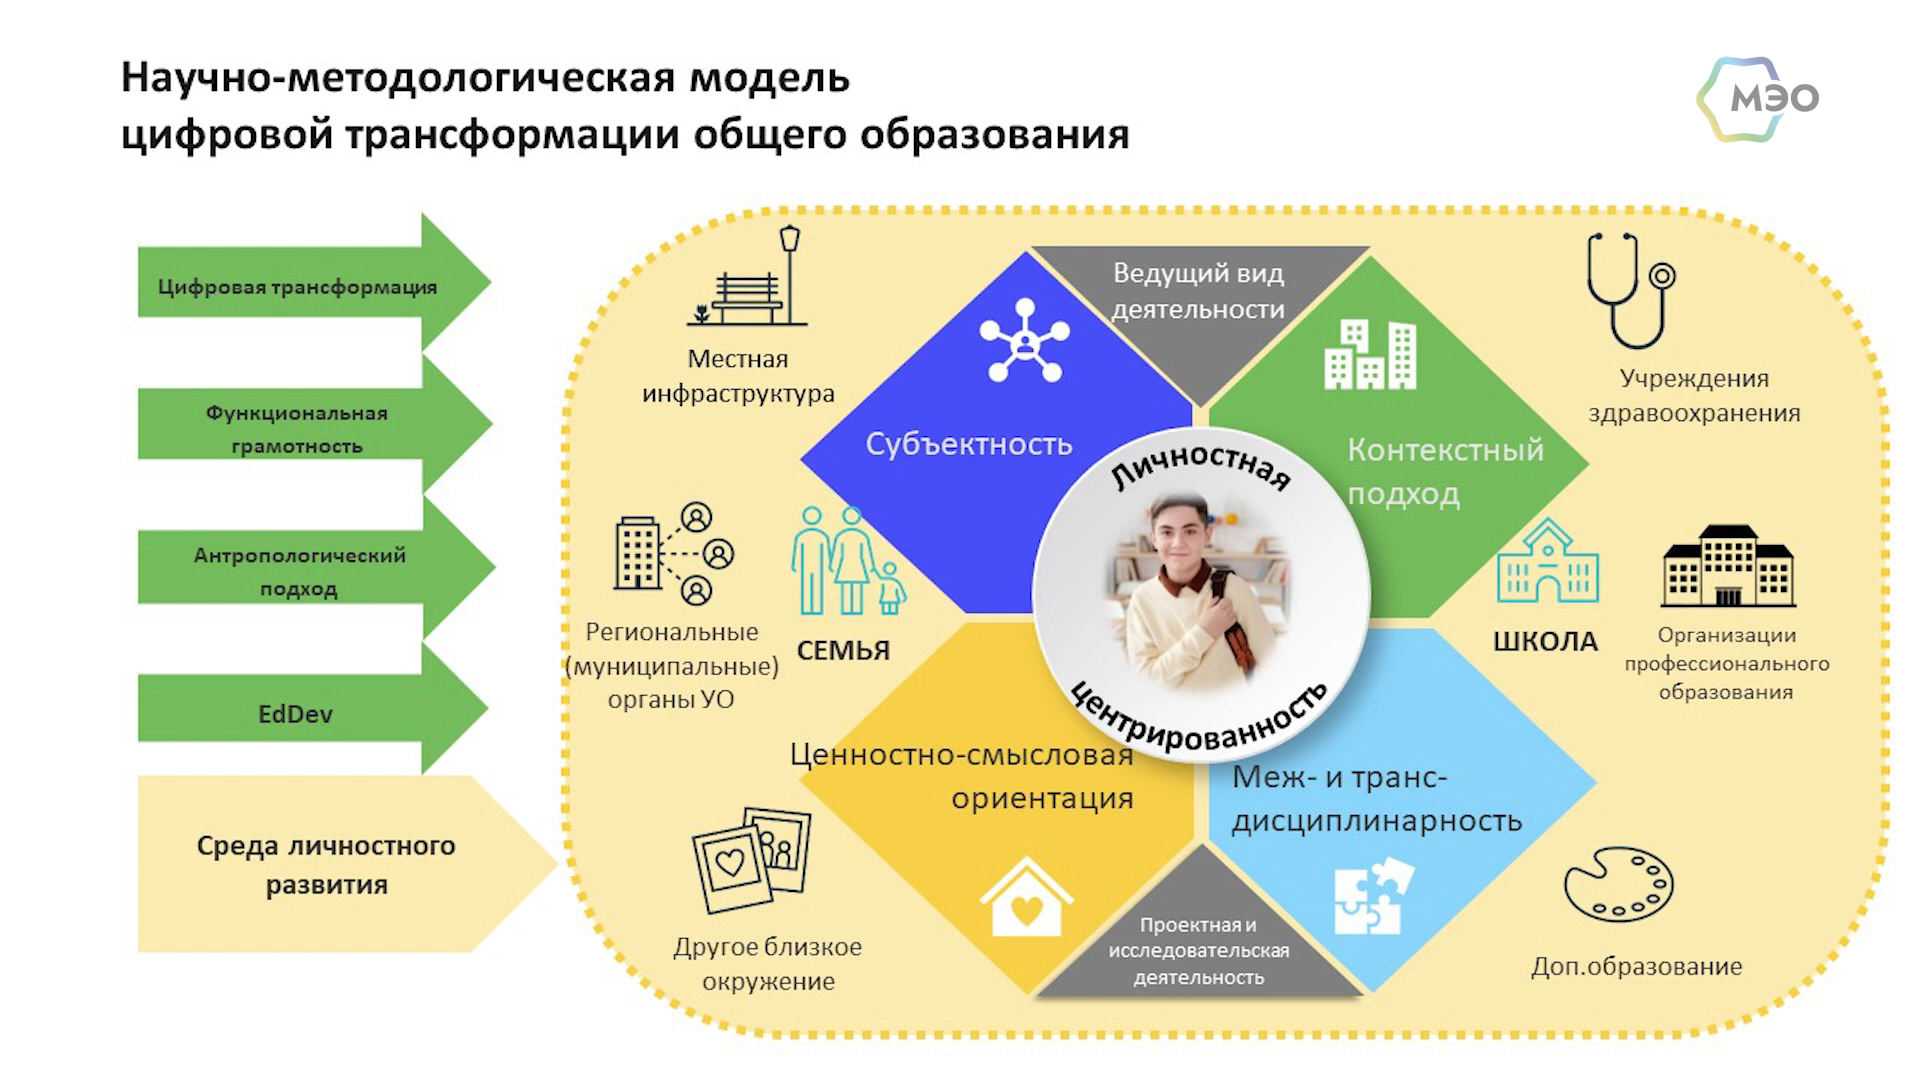 Научно-методологическая модель
цифровой трансформации общего образования
МЭО
Цифровая трансформация
Функциональная
грамотность
Антропологический
подход
EdDev
Среда личностного
развития
Местная
инфраструктура
Ведущий вид
деятельности
Учреждения
здравоохранения
Субъектность
Контекстный
подход
Личностная
центрированность
Региональные
(муниципальные)
органы УО
СЕМЬЯ
ШКОЛА
Организации
профессионального
образования
Ценностно-смысловая
ориентация
Меж- и транс-
дисциплинарность
Другое близкое
окружение
Проектная и
исследовательская
деятельность
Доп.образование